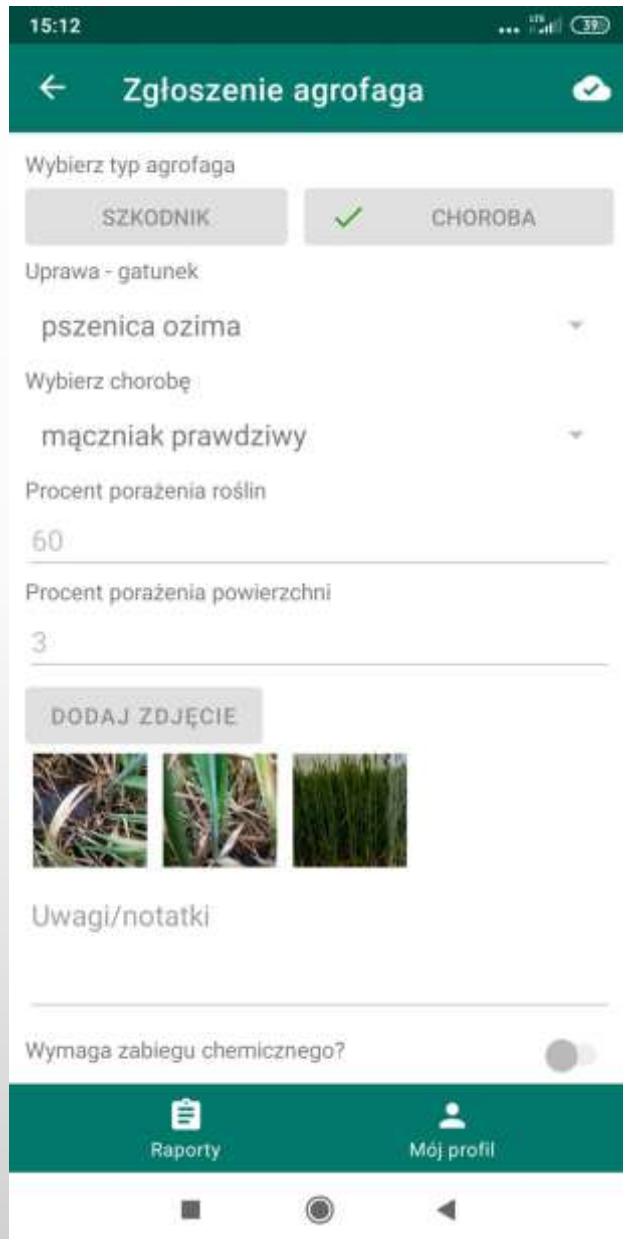 15:12 LTE 39
Zgłoszenie agrofaga
Wybierz typ agrofaga
SZKODNIK CHOROBA
Uprawa - gatunek
pszenica ozima
Wybierz chorobę
mączniak prawdziwy
Procent porażenia roślin
60
Procent porażenia powierzchni
3
DODAJ ZDJĘCIE
Uwagi/notatki
Wymaga zabiegu chemicznego?
Raporty Mój profil